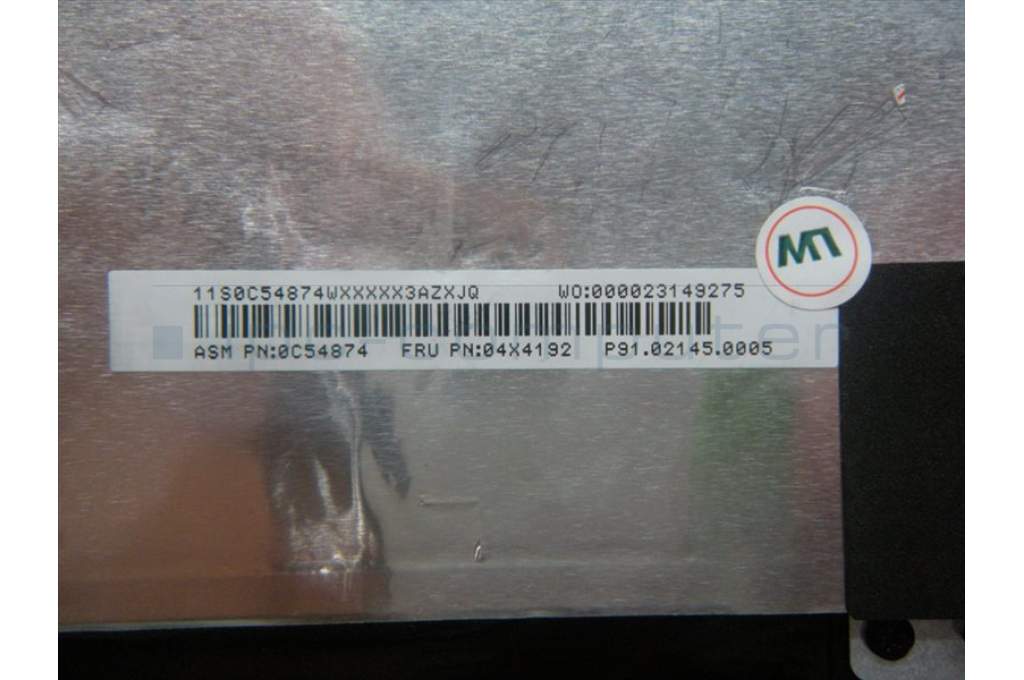 11S0C54874WXXXXX3AZXJQ WO:000023149275
ASM PN:0C54874 FRU PN:04X4192 P91.02145.0005